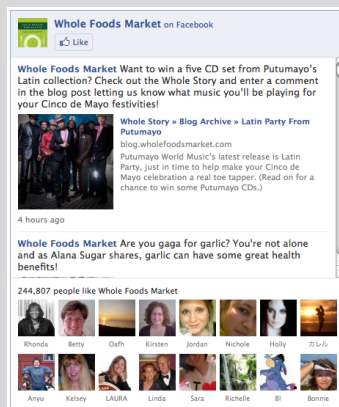 Whole Foods Market on Facebook
Like
Whole Foods Market Want to win a five CD set from Putumayo's
Latin collection? Check out the Whole Story and enter a comment
in the blog post letting us know what music you'll be playing for
your Cinco de Mayo festivities!
Whole Story » Blog Archive » Latin Party From
Putumayo
blog.wholefoodsmarket.com
Putumayo World Music's latest release is Latin
Party, just in time to help make your Cinco de
Mayo celebration a real toe tapper. (Read on for a
chance to win some Putumayo CDs.)
4 hours ago
Whole Foods Market Are you gaga for garlic? You're not alone
and as Alana Sugar shares, garlic can have some great health
benefits!
244,807 people like Whole Foods Market
Rhonda Betty Oafh Kirsten Jordan Nichole Holly カレル
Anyu Kelsey LAURA Linda Sara Richelle Bl Bonnie